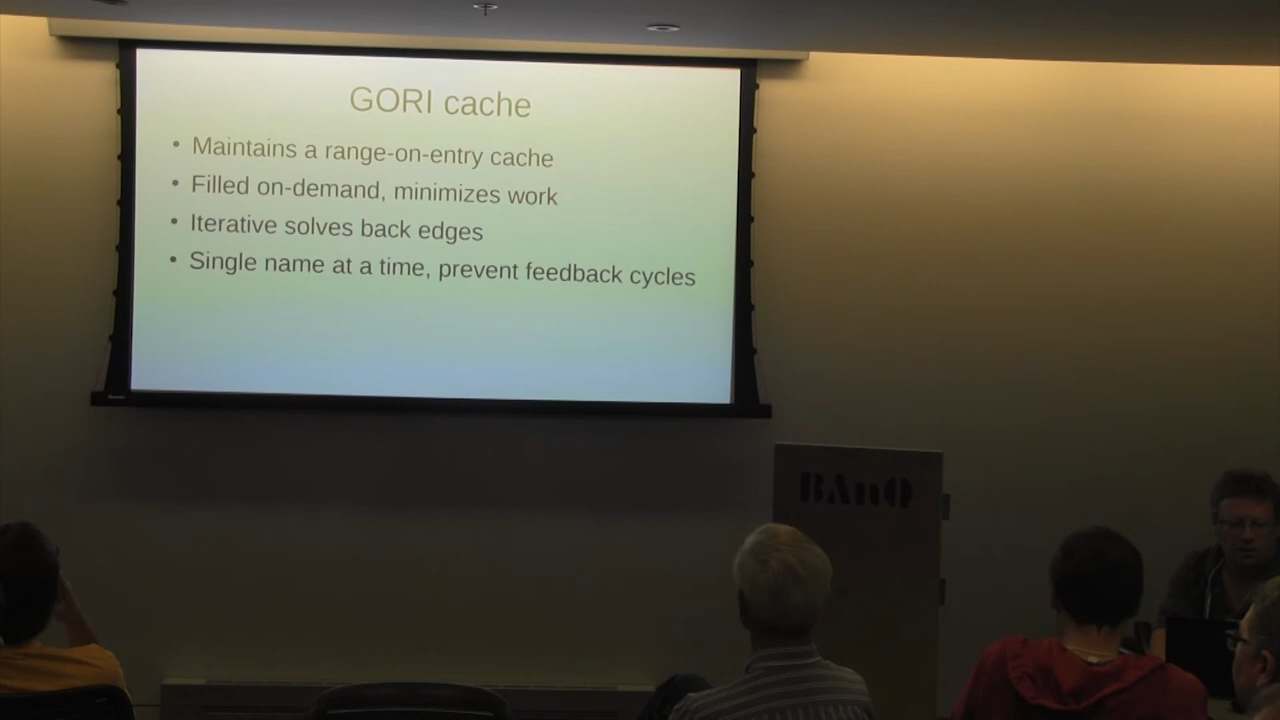 GORI cache
• Maintains a range-on-entry cache
• Filled on-demand, minimizes work
• Iterative solves back edges
• Single name at a time, prevent feedback cycles
BAnQ